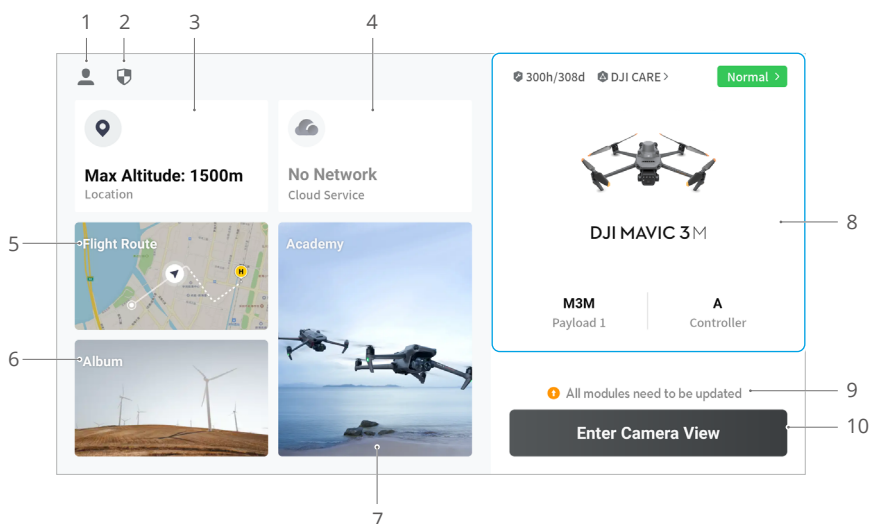 1
2
3
4
300h/308d
DJI CARE >
Normal >
Max Altitude: 1500m
Location
No Network
Cloud Service
5
Flight Route
H
Academy
DJI MAVIC 3M
8
M3M
Payload 1
A
Controller
6
Album
All modules need to be updated
9
Enter Camera View
10
7